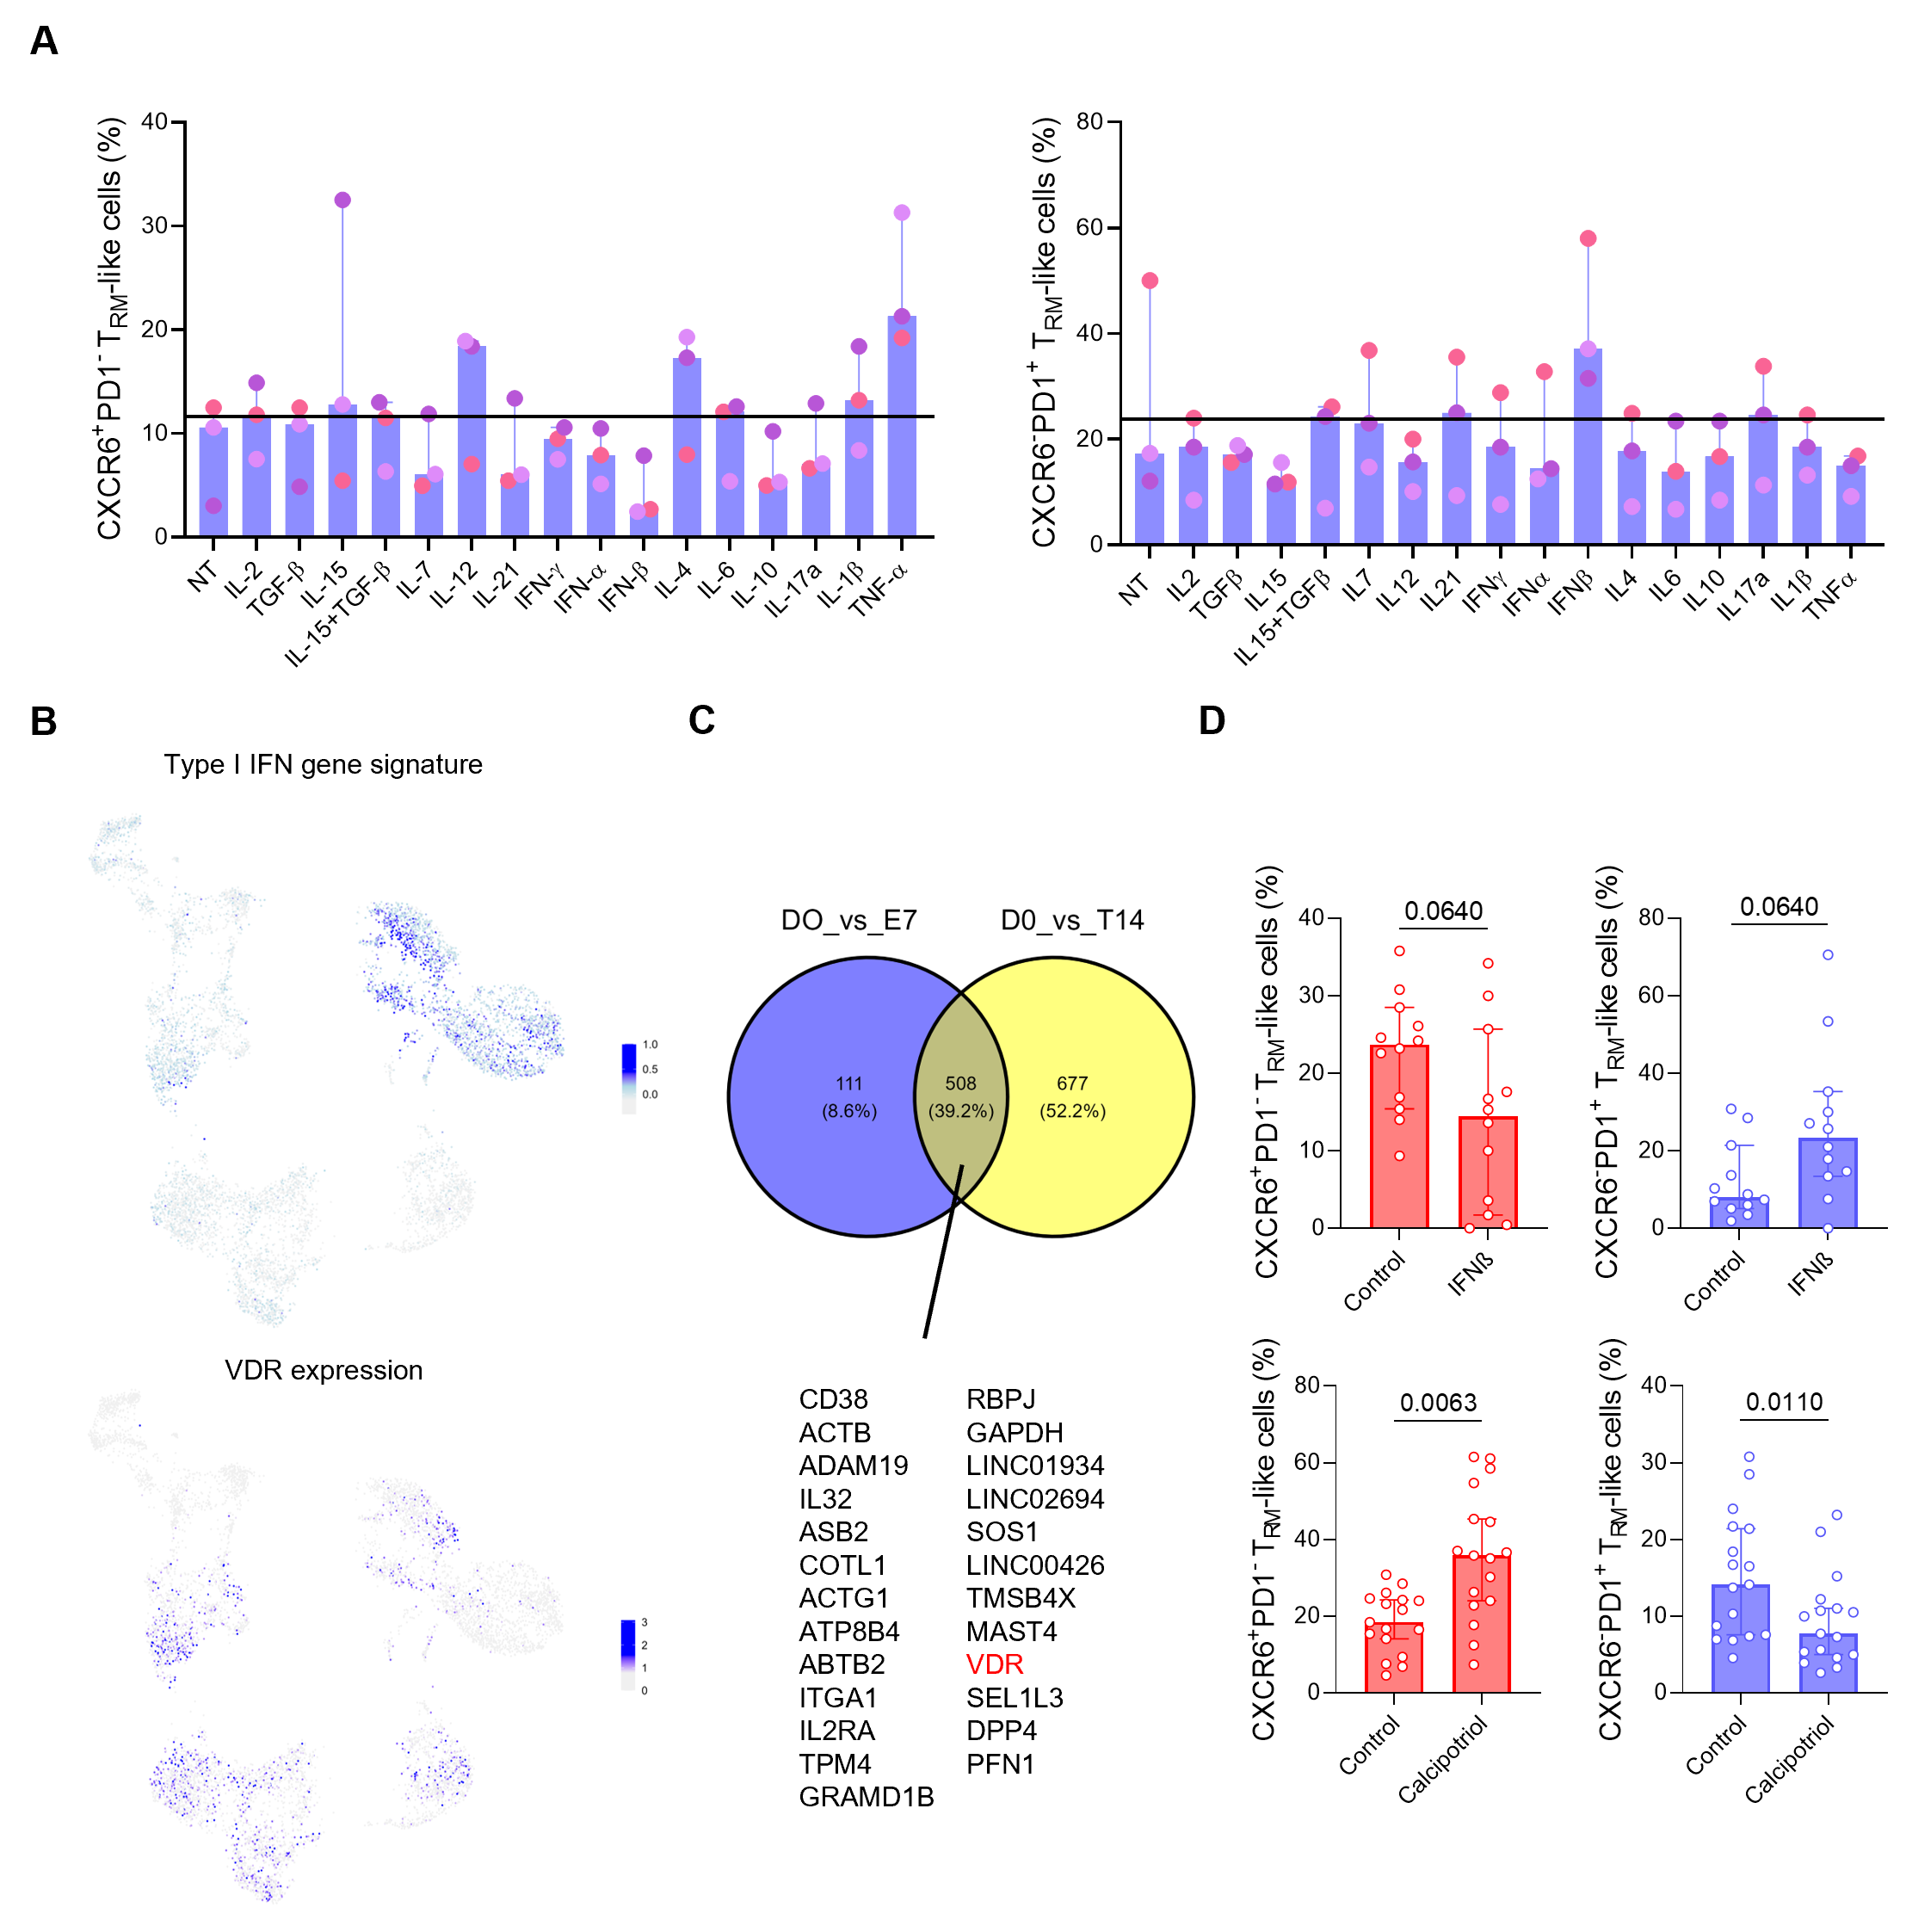 A
CXCR6+PD1- TRM-like cells (%)
40
30
20
10
0
NT
IL-2
TGF-β
IL-15
IL-15+TGF-β
IL-7
IL-12
IL-21
IFN-γ
IFN-α
IFN-β
IL-4
IL-6
IL-10
IL-17a
IL-1β
TNF-α
CXCR6-PD1+ TRM-like cells (%)
80
60
40
20
0
NT
IL2
TGFβ
IL15
IL15+TGFβ
IL7
IL12
IL21
IFNγ
IFNα
IFNβ
IL4
IL6
IL10
IL17a
IL1β
TNFα
B
Type I IFN gene signature
1.0
0.5
0.0
VDR expression
3
2
1
0
C
DO_vs_E7
D0_vs_T14
111
(8.6%)
508
(39.2%)
677
(52.2%)
CD38
ACTB
ADAM19
IL32
ASB2
COTL1
ACTG1
ATP8B4
ABTB2
ITGA1
IL2RA
TPM4
GRAMD1B
RBPJ
GAPDH
LINC01934
LINC02694
SOS1
LINC00426
TMSB4X
MAST4
VDR
SEL1L3
DPP4
PFN1
D
CXCR6+PD1- TRM-like cells (%)
40
30
20
10
0
0.0640
Control
IFNß
CXCR6-PD1+ TRM-like cells (%)
80
60
40
20
0
0.0640
Control
IFNß
CXCR6+PD1- TRM-like cells (%)
80
60
40
20
0
0.0063
Control
Calcipotriol
CXCR6-PD1+ TRM-like cells (%)
40
30
20
10
0
0.0110
Control
Calcipotriol